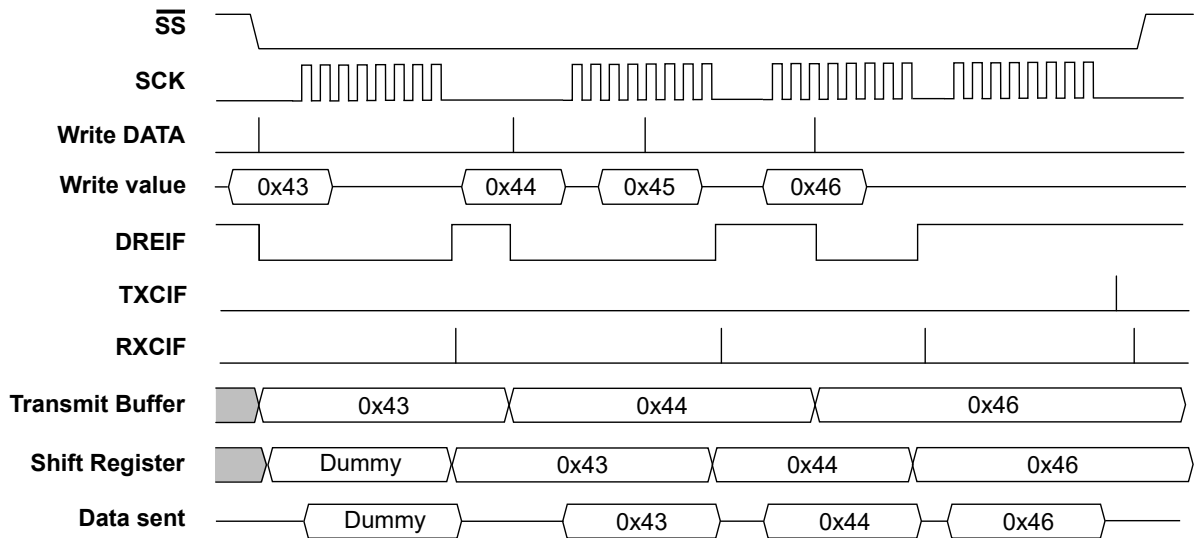 SS
SCK
Write DATA
Write value 0x43 0x44 0x45 0x46
DREIF
TXCIF
RXCIF
Transmit Buffer 0x43 0x44 0x46
Shift Register Dummy 0x43 0x44 0x46
Data sent Dummy 0x43 0x44 0x46